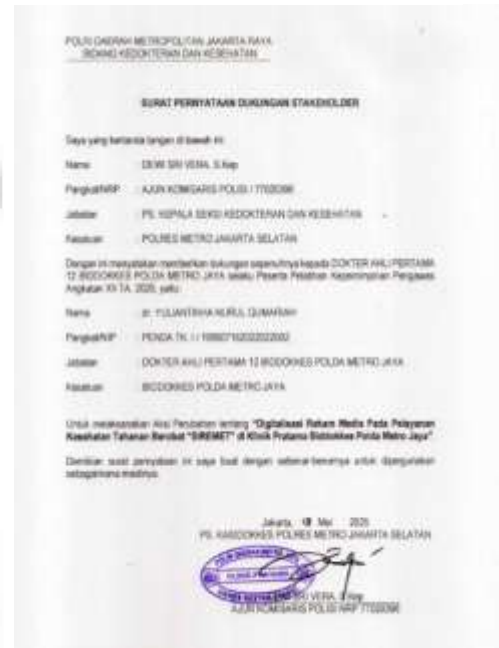 POLRI DAERAH METROPOLITAN JAKARTA RAYA
BIDANG KEDOKTERAN DAN KESEHATAN
SURAT PERNYATAAN DUKUNGAN STAKEHOLDER
Saya yang bertanda tangan di bawah ini:
Nama : DEWI SRI VERA, S.Kep
Pangkat/NRP : AJUN KOMISARIS POLISI / 77020396
Jabatan : PS. KEPALA SEKSI KEDOKTERAN DAN KESEHATAN
Kesatuan : POLRES METRO JAKARTA SELATAN
Dengan ini menyatakan memberikan dukungan sepenuhnya kepada DOKTER AHLI PERTAMA
12 BIDDOKKES POLDA METRO JAYA selaku Peserta Pelatihan Kepemimpinan Pengawas
Angkatan XII TA. 2025, yaitu:
Nama : dr. YULIANTINHA NURUL QUMARIAH
Pangkat/NIP : PENDA TK. I /
Jabatan : DOKTER AHLI PERTAMA 12 BIDDOKKES POLDA METRO JAYA
Kesatuan : BIDDOKKES POLDA METRO JAYA
Untuk melaksanakan Aksi Perubahan tentang "Digitalisasi Rekam Medis Pada Pelayanan
Kesehatan Tahanan Berobat "SIREMET" di Klinik Pratama Biddokkes Polda Metro Jaya"
Demikian surat pernyataan ini saya buat dengan sebenar-benarnya untuk dipergunakan
sebagaimana mestinya.
Jakarta, Mei 2025
PS. KASIDOKKES POLRES METRO JAKARTA SELATAN
DEWI SRI VERA, S.Kep
AJUN KOMISARIS POLISI NRP 77020396